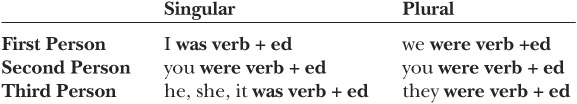 Singular Plural
First Person I was verb + ed we were verb +ed
Second Person you were verb + ed you were verb + ed
Third Person he, she, it was verb + ed they were verb + ed